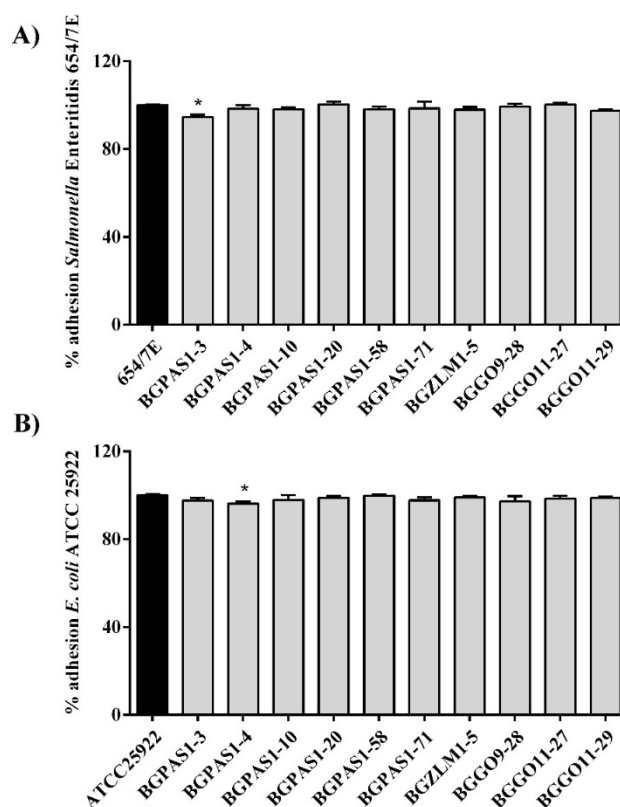 A)
% adhesion Salmonella Enteritidis 654/7E
120
80
40
0
*
654/7E
BGPAS1-3
BGPAS1-4
BGPAS1-10
BGPAS1-20
BGPAS1-58
BGPAS1-71
BGZLM1-5
BGGO9-28
BGGO11-27
BGGO11-29
B)
% adhesion E. coli ATCC 25922
120
80
40
0
*
ATCC25922
BGPAS1-3
BGPAS1-4
BGPAS1-10
BGPAS1-20
BGPAS1-58
BGPAS1-71
BGZLM1-5
BGGO9-28
BGGO11-27
BGGO11-29